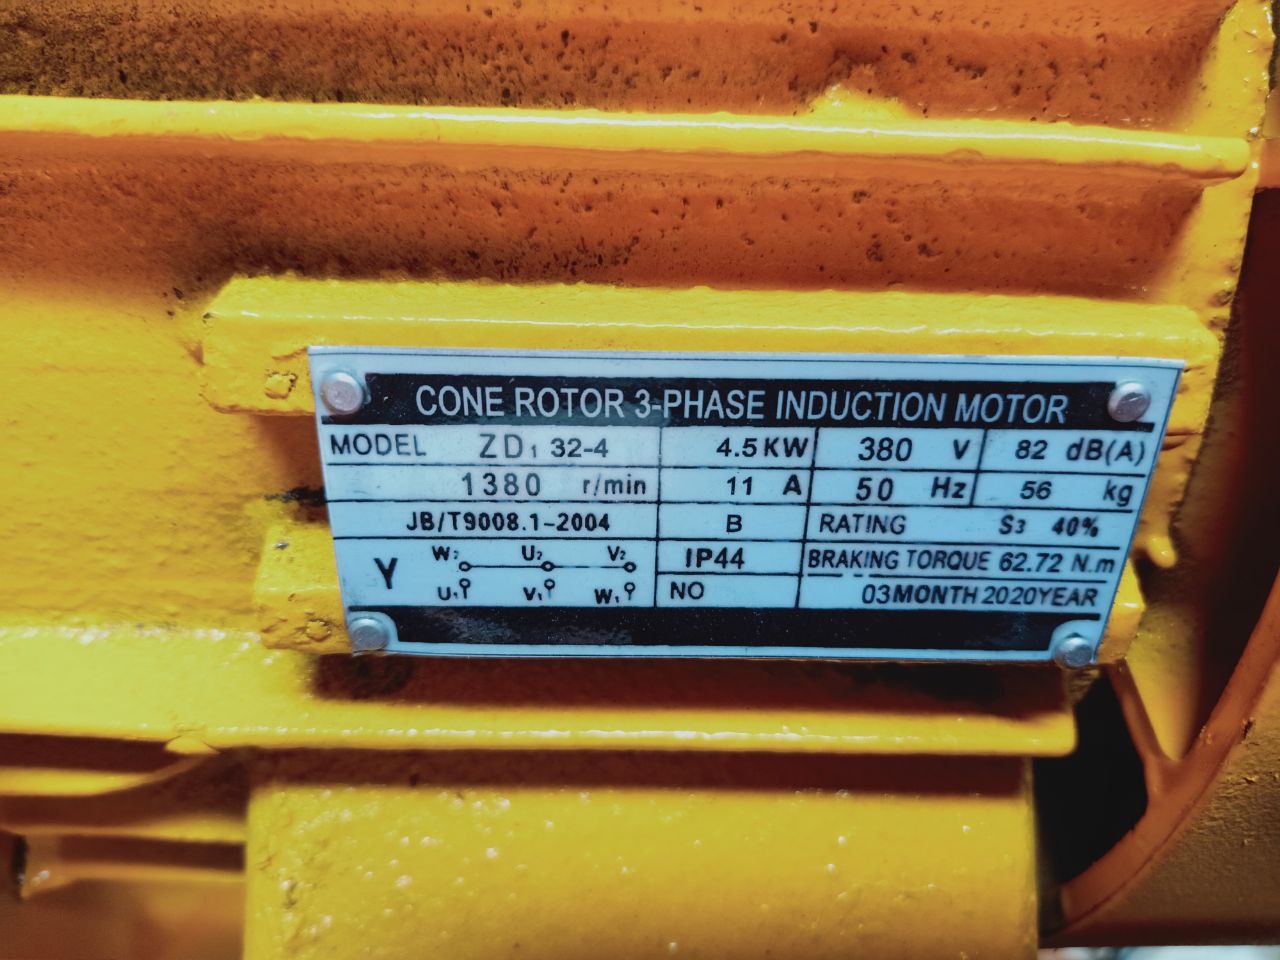 CONE ROTOR 3-PHASE INDUCTION MOTOR
MODEL ZD1 32-4 4.5KW 380 V 82 dB(A)
1380 r/min 11 A 50 Hz 56 kg
JB/T9008.1-2004 B RATING S3 40%
Y W2 U2 V2 IP44 BRAKING TORQUE 62.72 N.m
U1 V1 W1 NO 03MONTH 2020YEAR